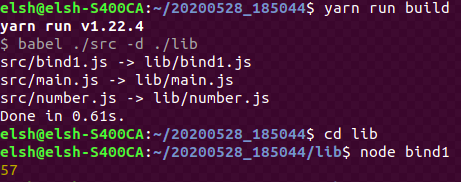 elsh@elsh-S400CA:~/20200528_185044$ yarn run build
yarn run v1.22.4
$ babel ./src -d ./lib
src/bind1.js -> lib/bind1.js
src/main.js -> lib/main.js
src/number.js -> lib/number.js
Done in 0.61s.
elsh@elsh-S400CA:~/20200528_185044$ cd lib
elsh@elsh-S400CA:~/20200528_185044/lib$ node bind1
57